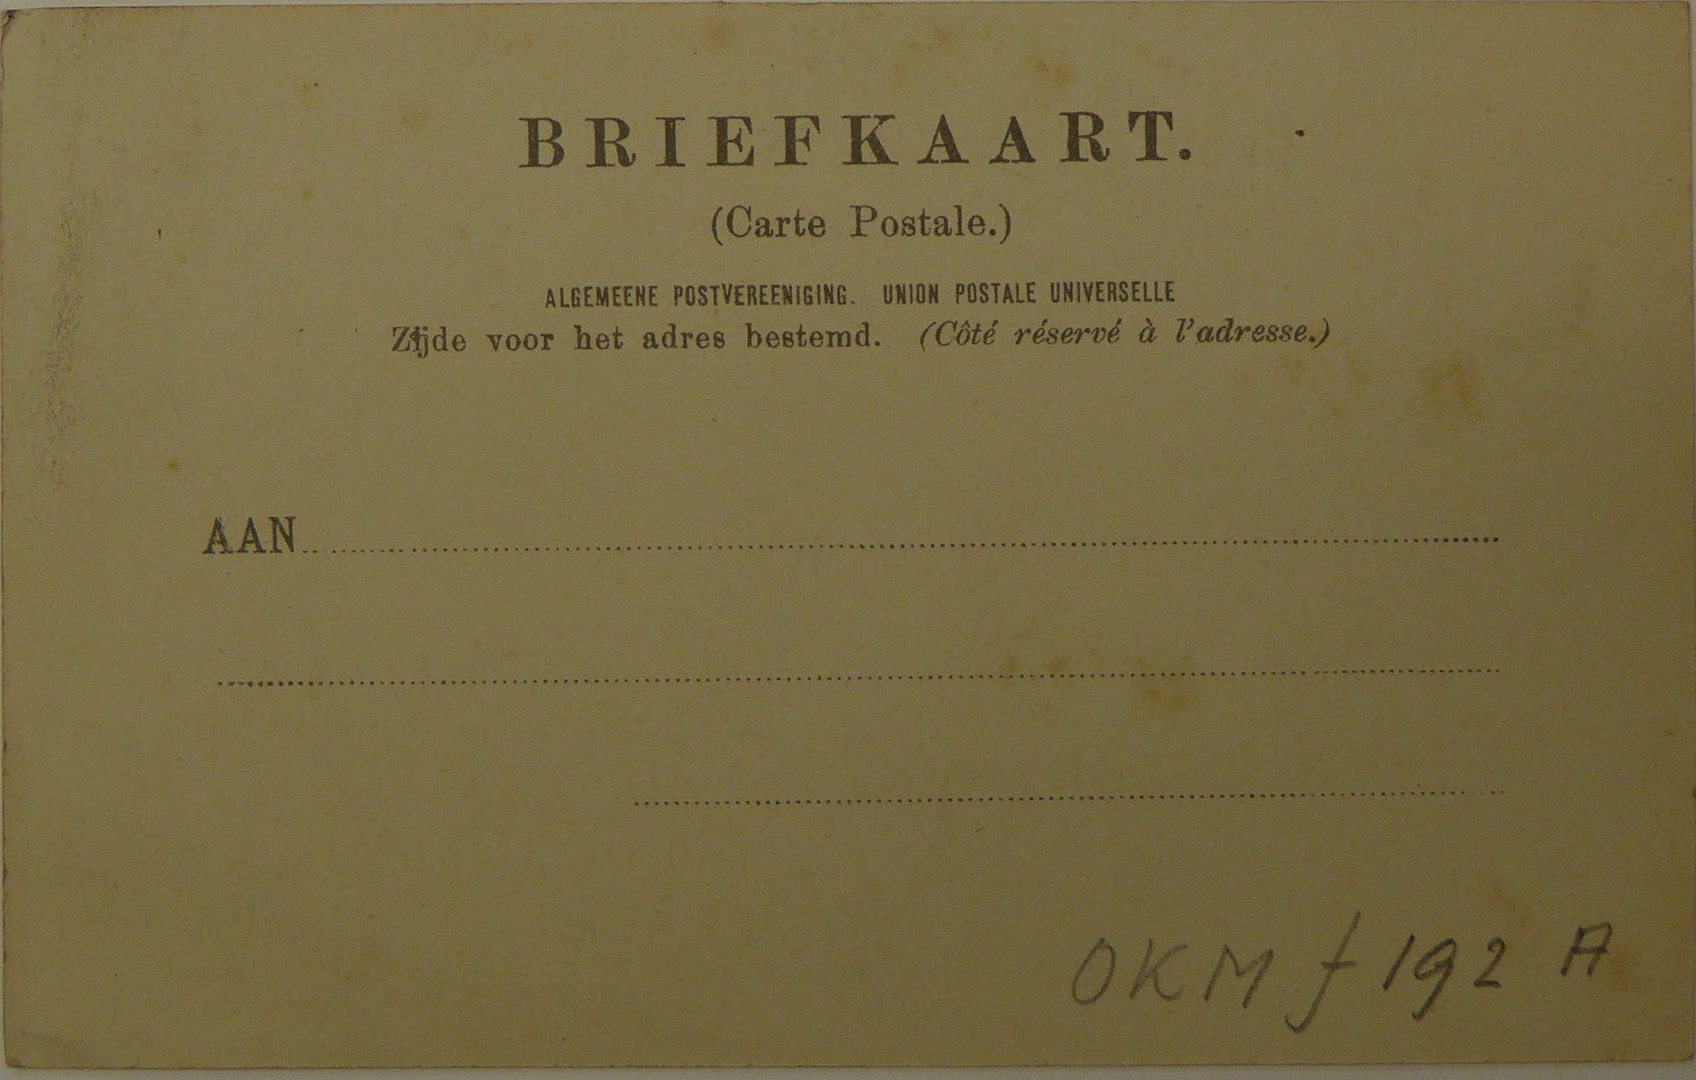 BRIEFKAART.
(Carte Postale.)
ALGEMEENE POSTVEREENIGING. UNION POSTALE UNIVERSELLE
Zijde voor het adres bestemd. (Côté réservé à l'adresse.)
AAN
OKM f 192 A